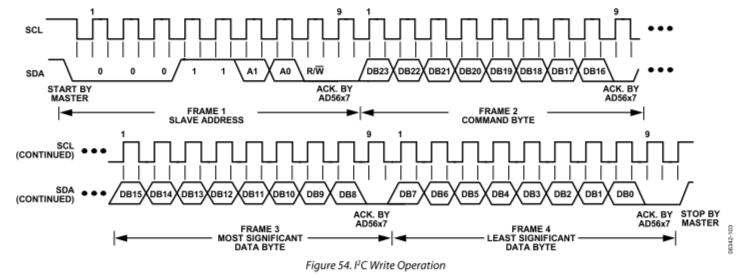 1 9 1 9
SCL
SDA 0 0 0 1 1 A1 A0 R/W̅ DB23 DB22 DB21 DB20 DB19 DB18 DB17 DB16
START BY MASTER
ACK. BY AD56x7
ACK. BY AD56x7
FRAME 1
SLAVE ADDRESS
FRAME 2
COMMAND BYTE
1 9 1 9
SCL
(CONTINUED)
SDA
(CONTINUED) DB15 DB14 DB13 DB12 DB11 DB10 DB9 DB8 DB7 DB6 DB5 DB4 DB3 DB2 DB1 DB0
ACK. BY AD56x7
ACK. BY AD56x7
STOP BY MASTER
FRAME 3
MOST SIGNIFICANT
DATA BYTE
FRAME 4
LEAST SIGNIFICANT
DATA BYTE
06342-103
Figure 54. I²C Write Operation